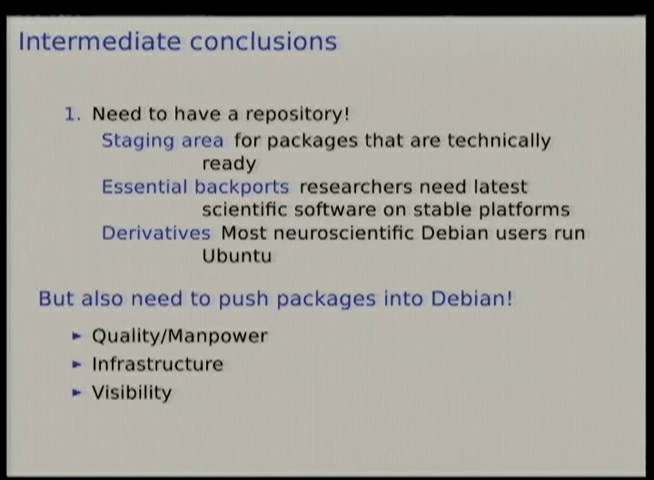 Intermediate conclusions
1. Need to have a repository!
Staging area for packages that are technically
ready
Essential backports researchers need latest
scientific software on stable platforms
Derivatives Most neuroscientific Debian users run
Ubuntu
But also need to push packages into Debian!
► Quality/Manpower
► Infrastructure
► Visibility